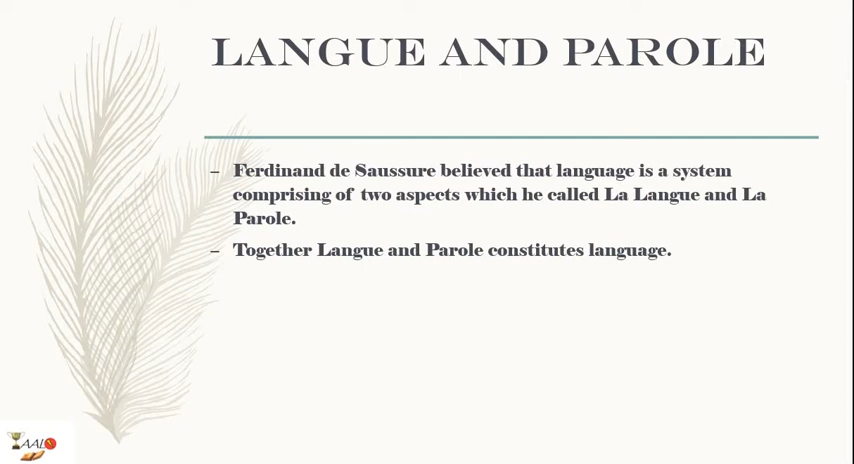 LANGUE AND PAROLE
– Ferdinand de Saussure believed that language is a system
comprising of two aspects which he called La Langue and La
Parole.
– Together Langue and Parole constitutes language.
AALO